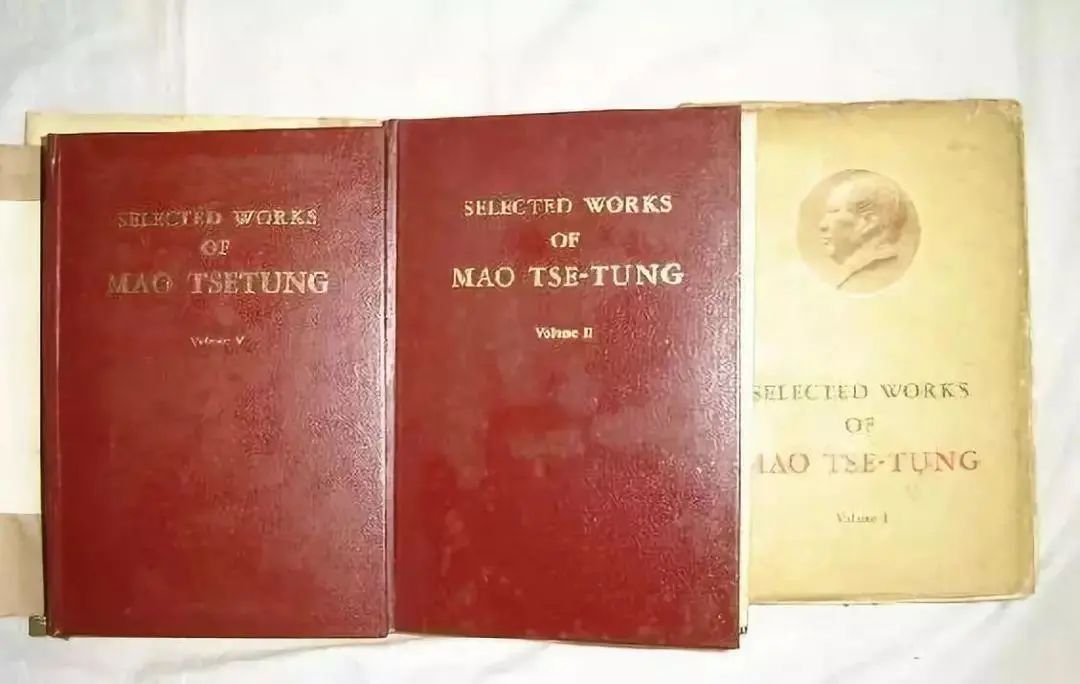 SELECTED WORKS
OF
MAO TSETUNG
Volume V
SELECTED WORKS
OF
MAO TSE-TUNG
Volume II
SELECTED WORKS
OF
MAO TSE-TUNG
Volume I